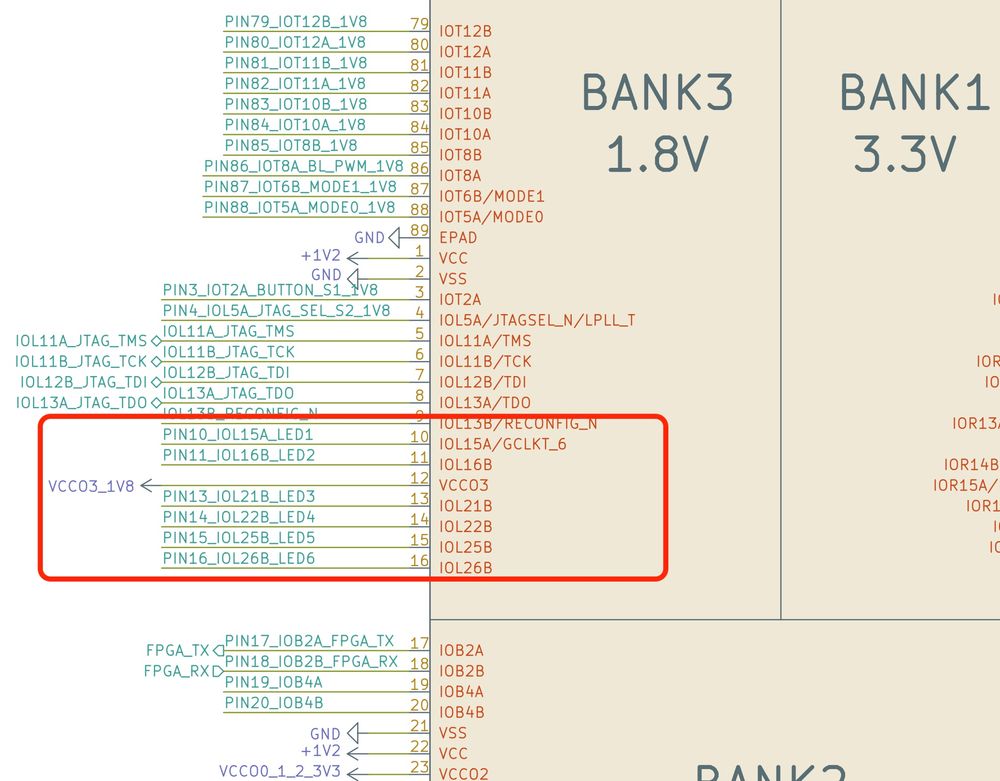 PIN79_IOT12B_1V8 79 IOT12B
PIN80_IOT12A_1V8 80 IOT12A
PIN81_IOT11B_1V8 81 IOT11B
PIN82_IOT11A_1V8 82 IOT11A
PIN83_IOT10B_1V8 83 IOT10B
PIN84_IOT10A_1V8 84 IOT10A
PIN85_IOT8B_1V8 85 IOT8B
PIN86_IOT8A_BL_PWM_1V8 86 IOT8A
PIN87_IOT6B_MODE1_1V8 87 IOT6B/MODE1
PIN88_IOT5A_MODE0_1V8 88 IOT5A/MODE0
GND 89 EPAD
+1V2 1 VCC
GND 2 VSS
PIN3_IOT2A_BUTTON_S1_1V8 3 IOT2A
PIN4_IOL5A_JTAG_SEL_S2_1V8 4 IOL5A/JTAGSEL_N/LPLL_T
IOL11A_JTAG_TMS IOL11A_JTAG_TMS 5 IOL11A/TMS
IOL11B_JTAG_TCK IOL11B_JTAG_TCK 6 IOL11B/TCK
IOL12B_JTAG_TDI IOL12B_JTAG_TDI 7 IOL12B/TDI
IOL13A_JTAG_TDO IOL13A_JTAG_TDO 8 IOL13A/TDO
IOL13B_RECONFIG_N 9 IOL13B/RECONFIG_N
PIN10_IOL15A_LED1 10 IOL15A/GCLKT_6
PIN11_IOL16B_LED2 11 IOL16B
VCCO3_1V8 12 VCCO3
PIN13_IOL21B_LED3 13 IOL21B
PIN14_IOL22B_LED4 14 IOL22B
PIN15_IOL25B_LED5 15 IOL25B
PIN16_IOL26B_LED6 16 IOL26B
FPGA_TX PIN17_IOB2A_FPGA_TX 17 IOB2A
FPGA_RX PIN18_IOB2B_FPGA_RX 18 IOB2B
PIN19_IOB4A 19 IOB4A
PIN20_IOB4B 20 IOB4B
GND 21 VSS
+1V2 22 VCC
VCCO0_1_2_3V3 23 VCCO2
BANK3
1.8V
BANK1
3.3V
IOR13A
IOR14B
IOR15A/
BANK2